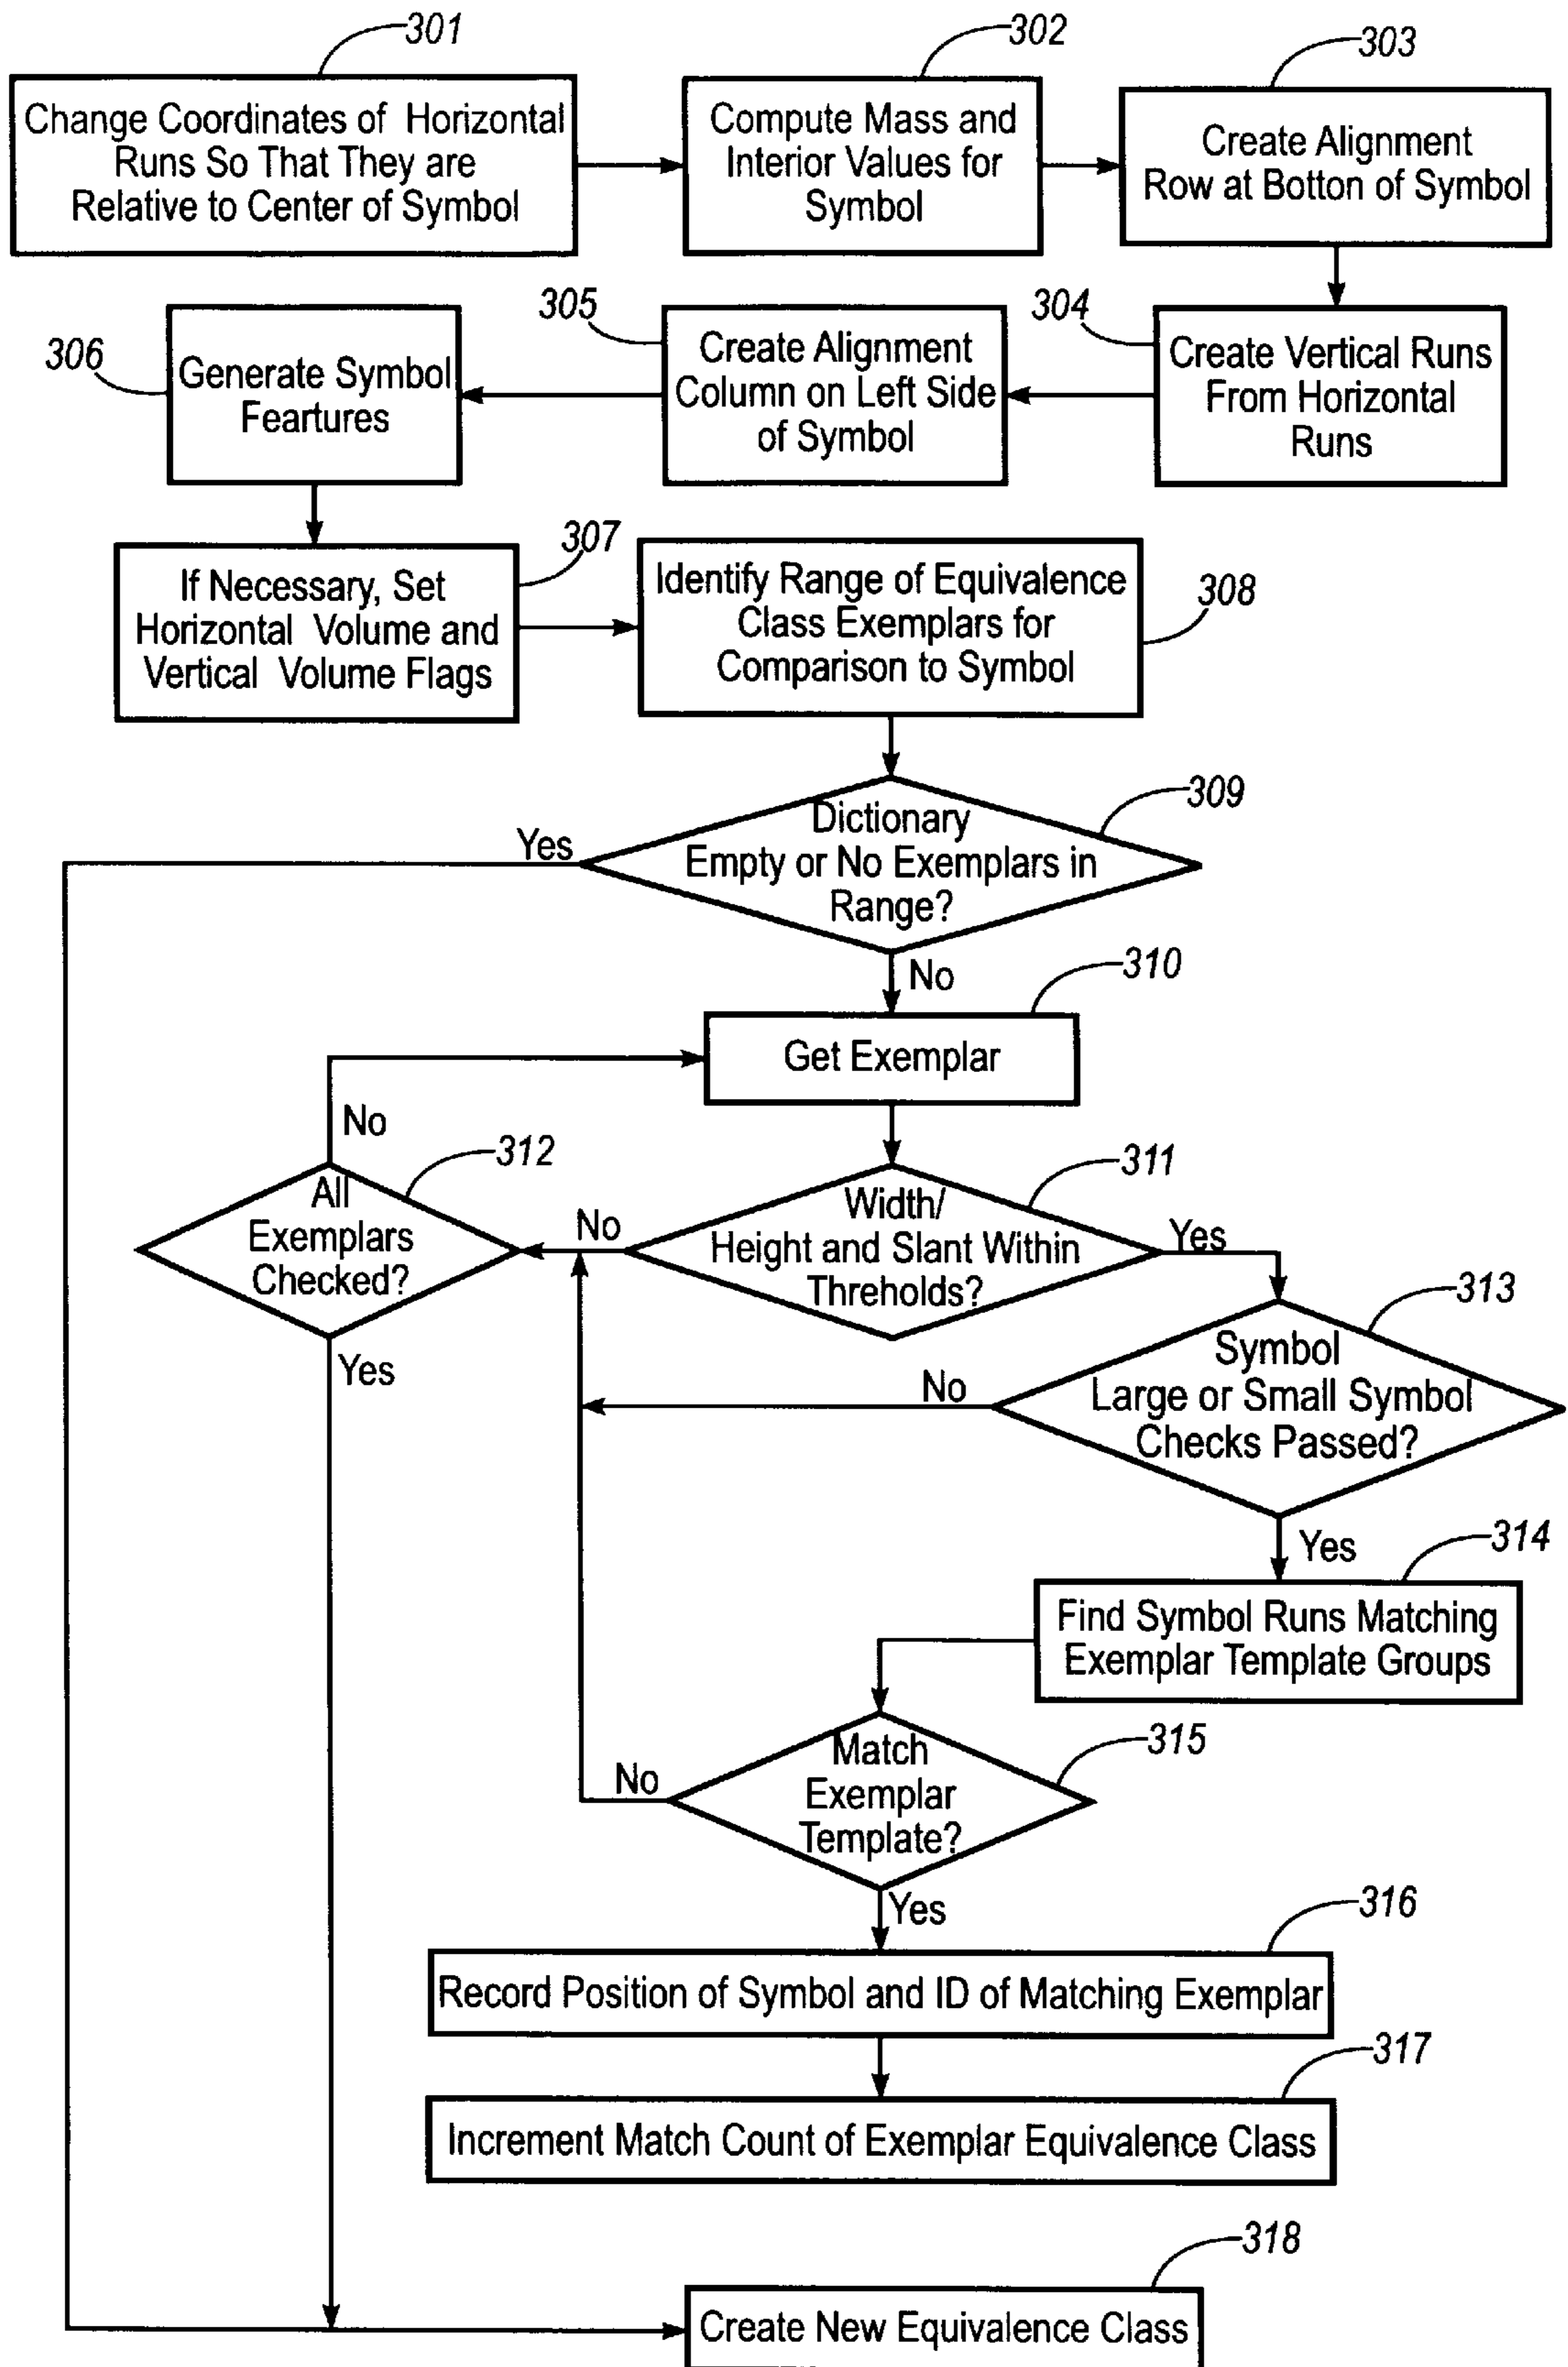 301
Change Coordinates of Horizontal
Runs So That They are
Relative to Center of Symbol
302
Compute Mass and
Interior Values for
Symbol
303
Create Alignment
Row at Botton of Symbol
304
Create Vertical Runs
From Horizontal
Runs
305
Create Alignment
Column on Left Side
of Symbol
306
Generate Symbol
Feartures
307
If Necessary, Set
Horizontal Volume and
Vertical Volume Flags
308
Identify Range of Equivalence
Class Exemplars for
Comparison to Symbol
309
Dictionary
Empty or No Exemplars in
Range?
Yes
No
310
Get Exemplar
311
Width/
Height and Slant Within
Threholds?
No
Yes
312
All
Exemplars
Checked?
No
Yes
313
Symbol
Large or Small Symbol
Checks Passed?
No
Yes
314
Find Symbol Runs Matching
Exemplar Template Groups
315
Match
Exemplar
Template?
No
Yes
316
Record Position of Symbol and ID of Matching Exemplar
317
Increment Match Count of Exemplar Equivalence Class
318
Create New Equivalence Class